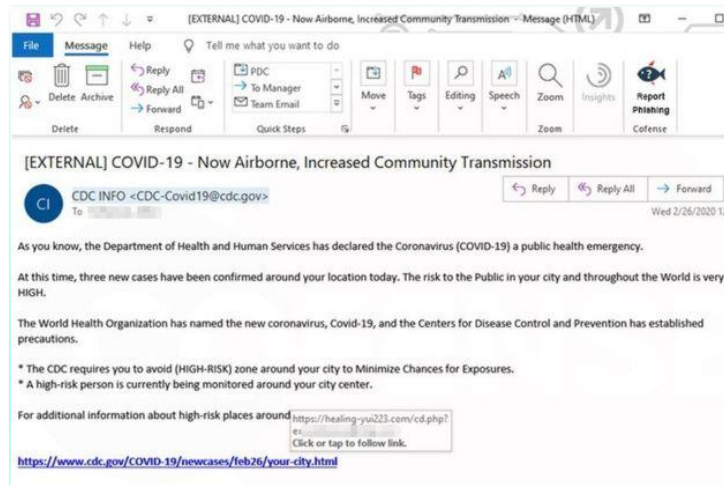 [EXTERNAL] COVID-19 - Now Airborne, Increased Community Transmission - Message (HTML)
File Message Help Tell me what you want to do
Delete Archive
Reply
Reply All
Forward
PDC
To Manager
Team Email
Move
Tags
Editing
Speech
Zoom
Insights
Report Phishing
Delete Respond Quick Steps Zoom Cofense
[EXTERNAL] COVID-19 - Now Airborne, Increased Community Transmission
CI
CDC INFO <CDC-Covid19@cdc.gov>
To
Reply Reply All Forward
Wed 2/26/2020
As you know, the Department of Health and Human Services has declared the Coronavirus (COVID-19) a public health emergency.
At this time, three new cases have been confirmed around your location today. The risk to the Public in your city and throughout the World is very
HIGH.
The World Health Organization has named the new coronavirus, Covid-19, and the Centers for Disease Control and Prevention has established
precautions.
* The CDC requires you to avoid (HIGH-RISK) zone around your city to Minimize Chances for Exposures.
* A high-risk person is currently being monitored around your city center.
For additional information about high-risk places around
https://healing-yui223.com/cd.php?
Click or tap to follow link.
https://www.cdc.gov/COVID-19/newcases/feb26/your-city.html